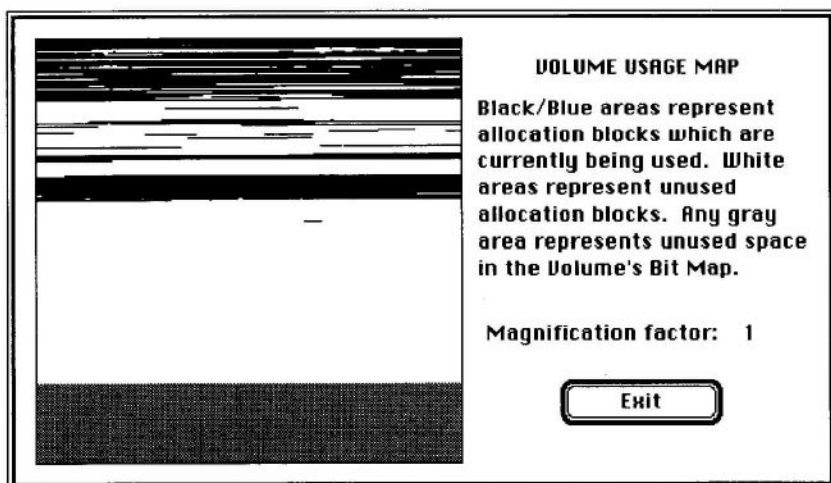 VOLUME USAGE MAP
Black/Blue areas represent
allocation blocks which are
currently being used.  White
areas represent unused
allocation blocks.  Any gray
area represents unused space
in the Volume's Bit Map.
Magnification factor:   1
Exit